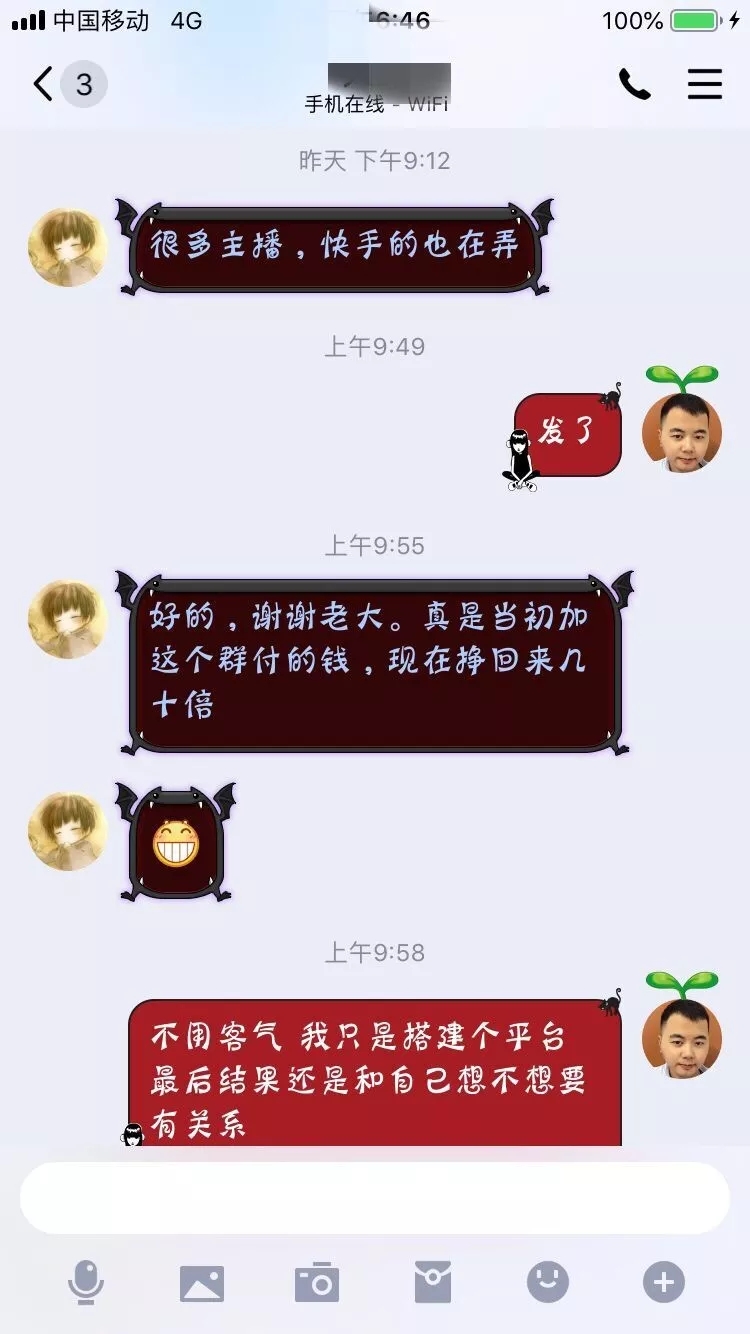 中国移动 4G 6:46 100%
3
手机在线 - WiFi
昨天 下午9:12
很多主播，快手的也在弄
上午9:49
发了
上午9:55
好的，谢谢老大。真是当初加
这个群付的钱，现在挣回来几
十倍
上午9:58
不用客气 我只是搭建个平台
最后结果还是和自己想不想要
有关系